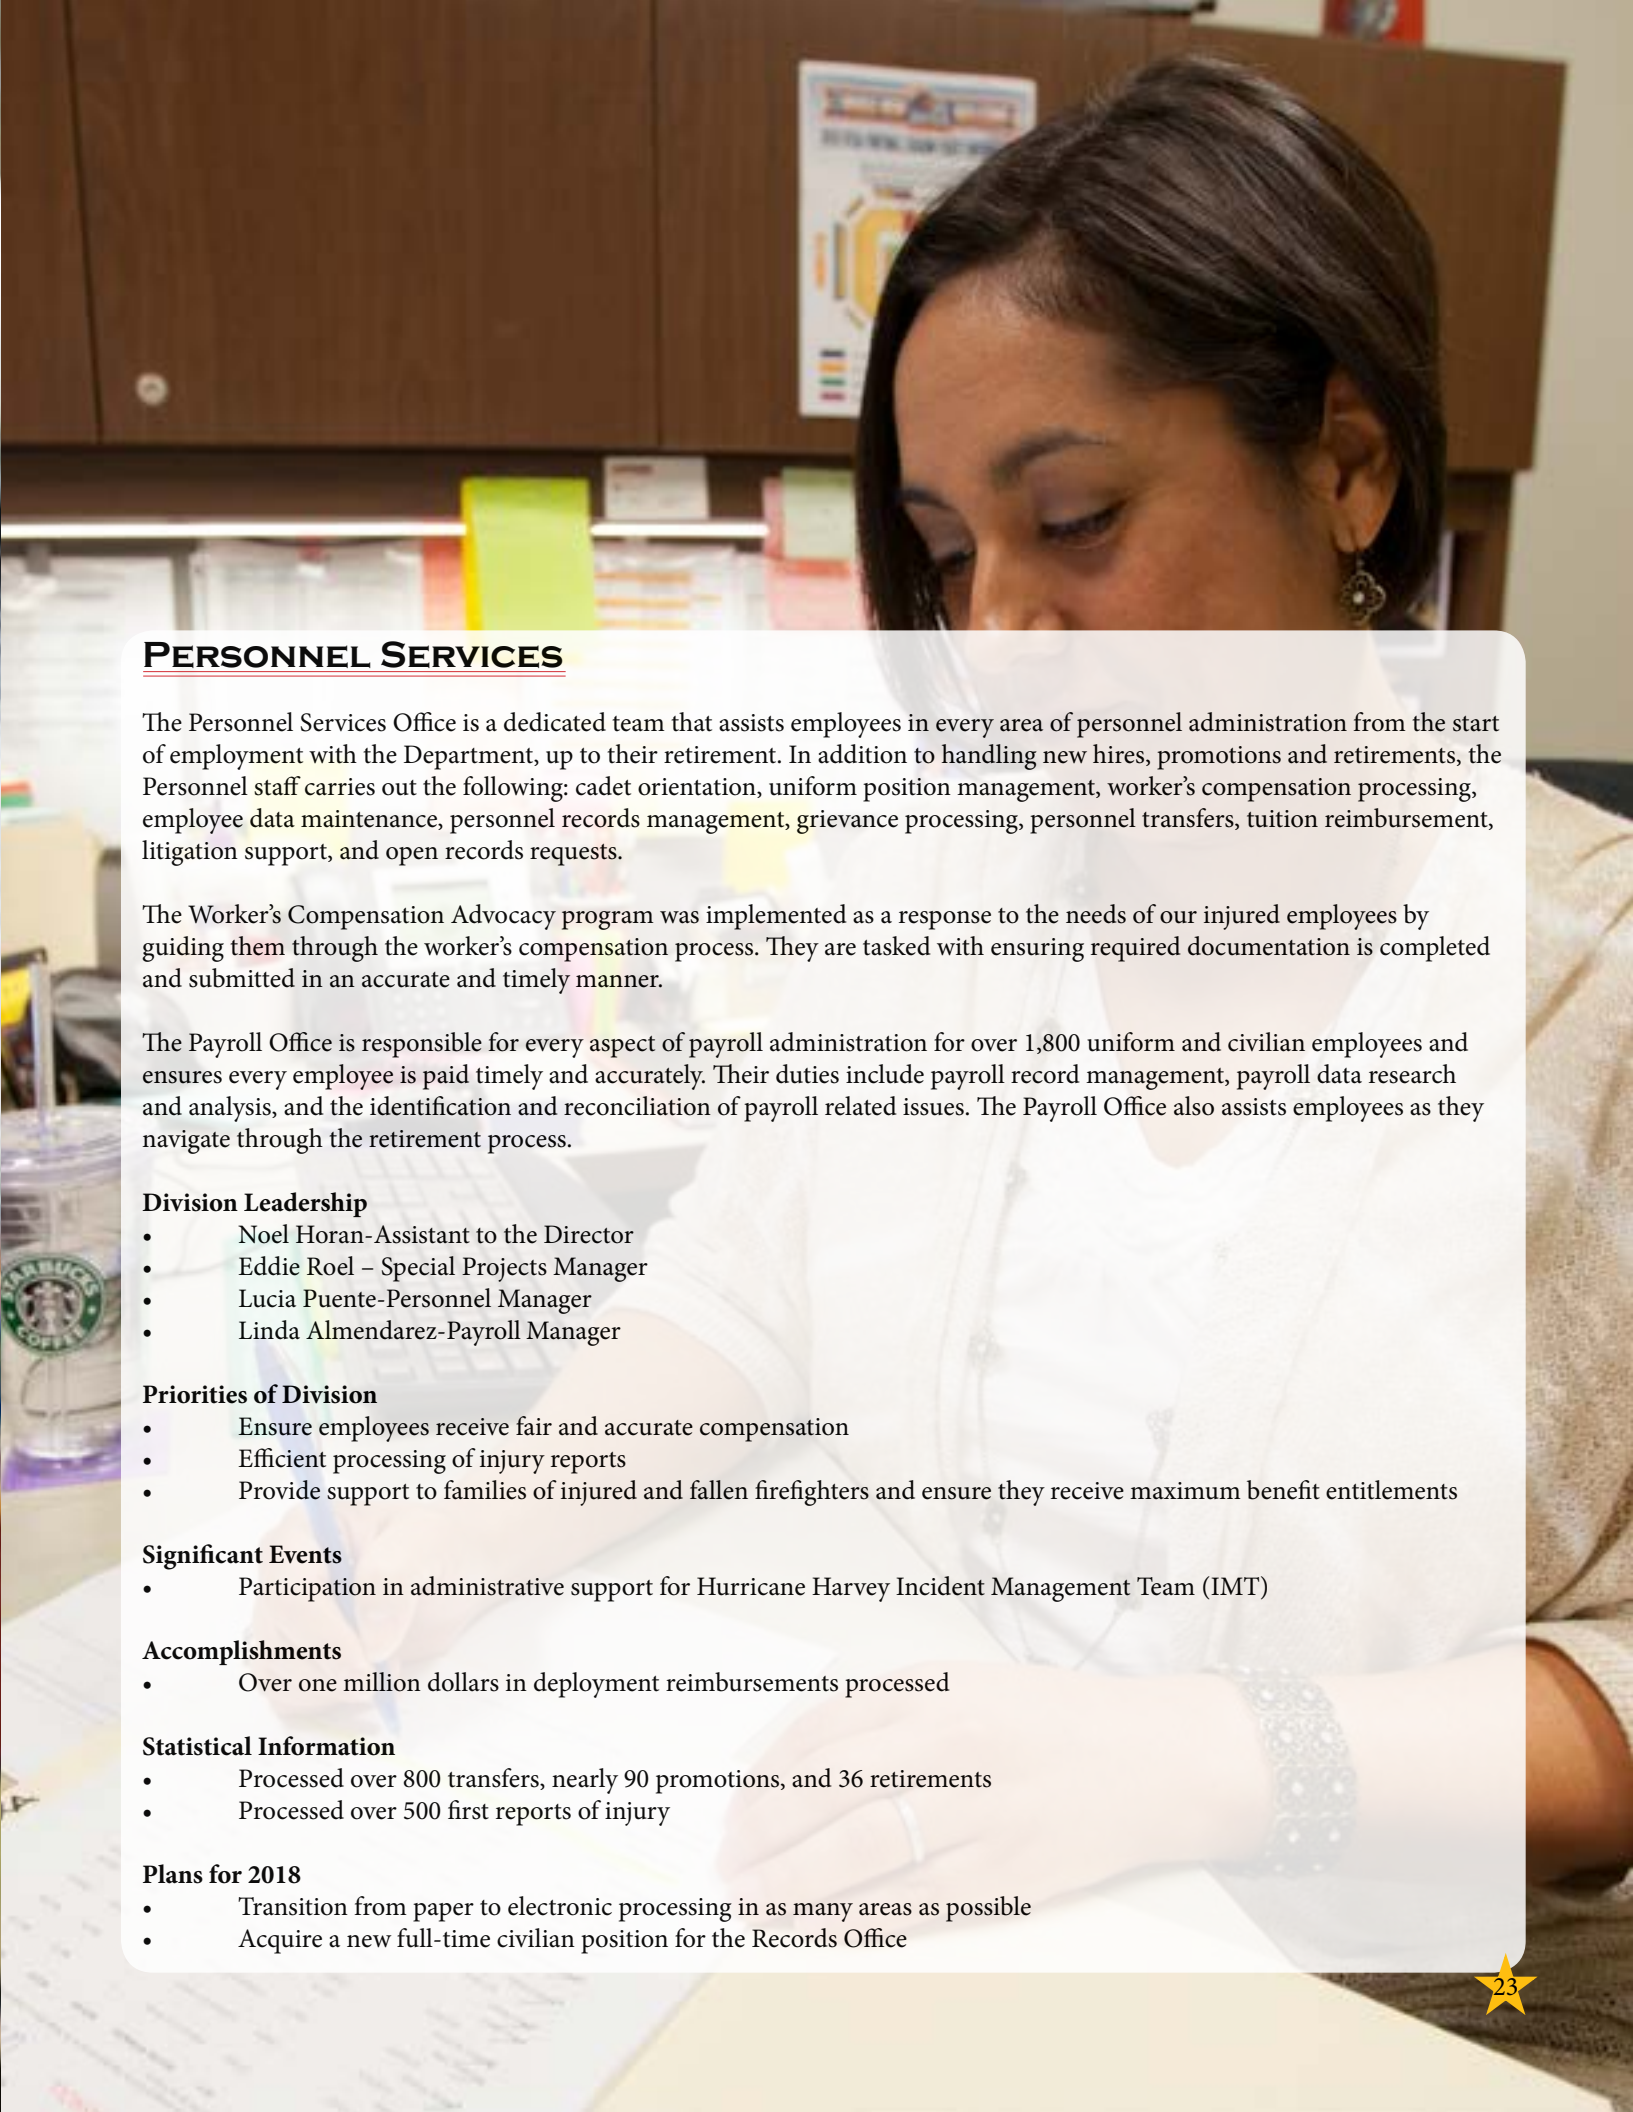 PERSONNEL SERVICES
The Personnel Services Office is a dedicated team that assists employees in every area of personnel administration from the start
of employment with the Department, up to their retirement. In addition to handling new hires, promotions and retirements, the
Personnel staff carries out the following: cadet orientation, uniform position management, worker’s compensation processing,
employee data maintenance, personnel records management, grievance processing, personnel transfers, tuition reimbursement,
litigation support, and open records requests.
The Worker’s Compensation Advocacy program was implemented as a response to the needs of our injured employees by
guiding them through the worker’s compensation process. They are tasked with ensuring required documentation is completed
and submitted in an accurate and timely manner.
The Payroll Office is responsible for every aspect of payroll administration for over 1,800 uniform and civilian employees and
ensures every employee is paid timely and accurately. Their duties include payroll record management, payroll data research
and analysis, and the identification and reconciliation of payroll related issues. The Payroll Office also assists employees as they
navigate through the retirement process.
Division Leadership
• Noel Horan-Assistant to the Director
• Eddie Roel – Special Projects Manager
• Lucia Puente-Personnel Manager
• Linda Almendarez-Payroll Manager
STARBUCKS
COFFEE
Priorities of Division
• Ensure employees receive fair and accurate compensation
• Efficient processing of injury reports
• Provide support to families of injured and fallen firefighters and ensure they receive maximum benefit entitlements
Significant Events
• Participation in administrative support for Hurricane Harvey Incident Management Team (IMT)
Accomplishments
• Over one million dollars in deployment reimbursements processed
Statistical Information
• Processed over 800 transfers, nearly 90 promotions, and 36 retirements
• Processed over 500 first reports of injury
Plans for 2018
• Transition from paper to electronic processing in as many areas as possible
• Acquire a new full-time civilian position for the Records Office
23